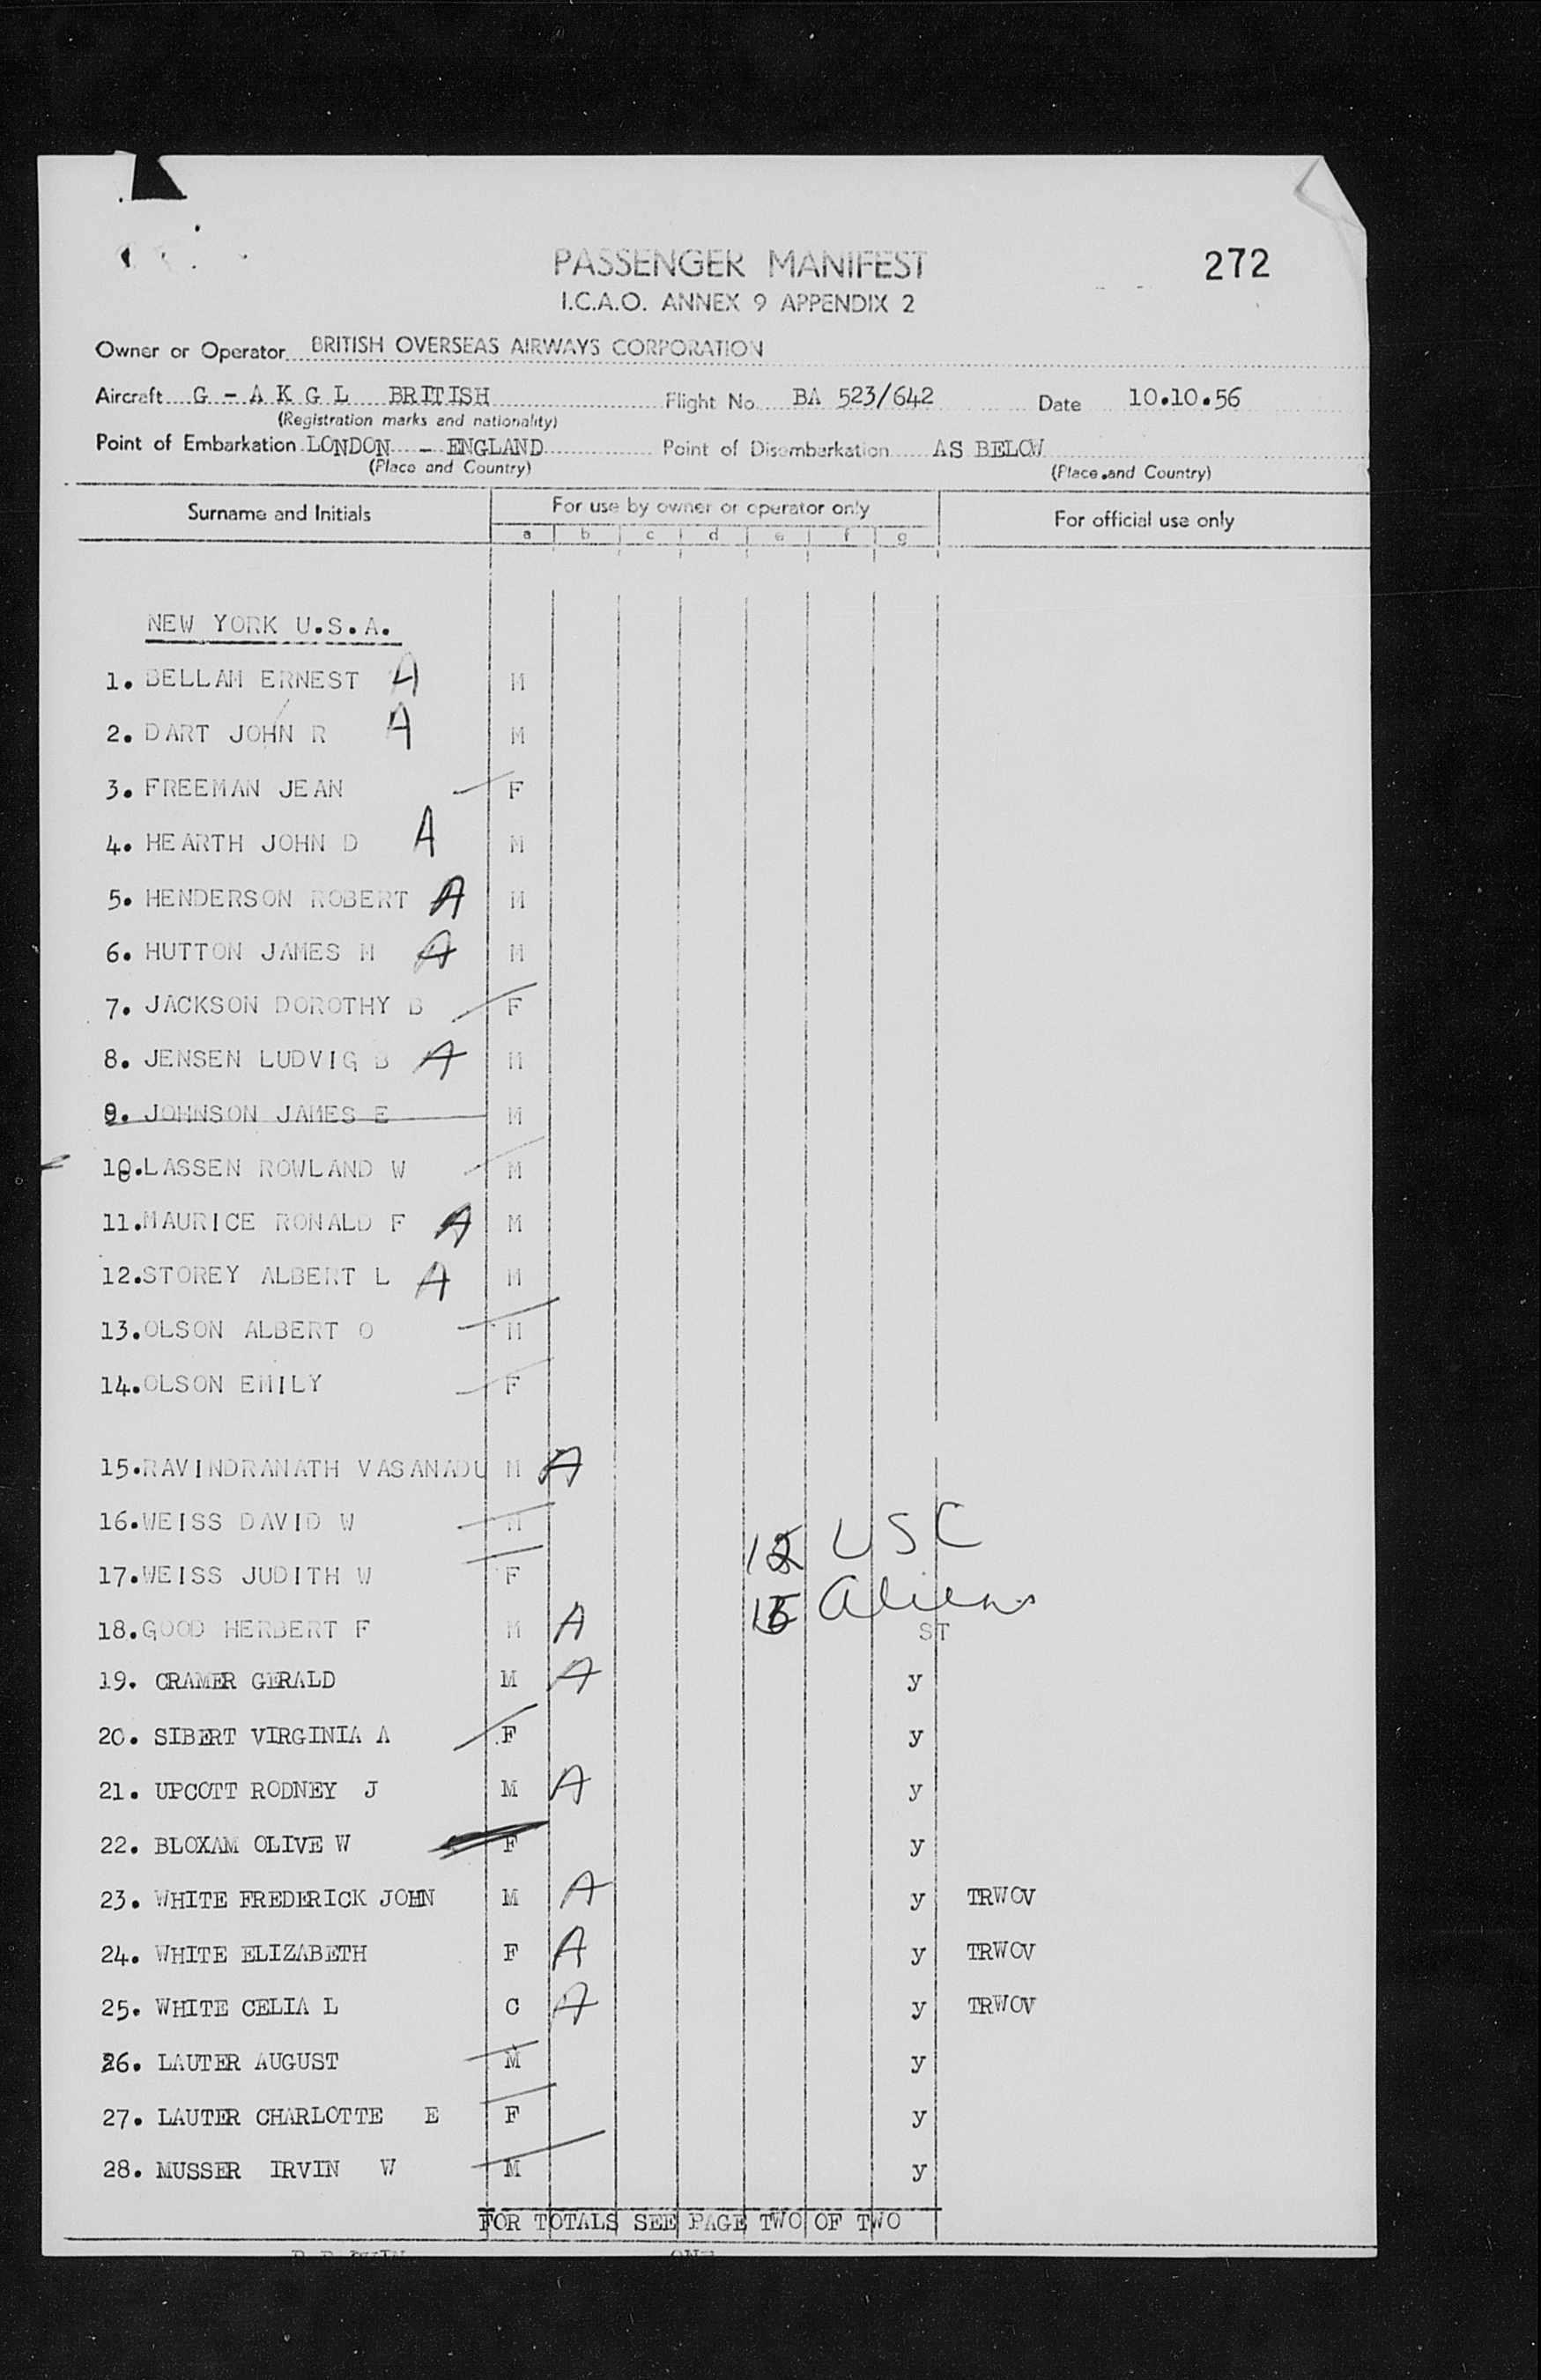 PASSENGER MANIFEST
272
I.C.A.O. ANNEX 9 APPENDIX 2
Owner or Operator BRITISH OVERSEAS AIRWAYS CORPORATION
Aircraft G - A K G L BRITISH Flight No. BA 523/642 Date 10.10.56
(Registration marks and nationality)
Point of Embarkation LONDON - ENGLAND Point of Disembarkation AS BELOW
(Place and Country) (Place and Country)
Surname and Initials For use by owner or operator only For official use only
a b c d e f g
NEW YORK U.S.A.
1. BELLAM ERNEST A M
2. DART JOHN R A M
3. FREEMAN JEAN F
4. HEARTH JOHN D A M
5. HENDERSON ROBERT A M
6. HUTTON JAMES M A M
7. JACKSON DOROTHY B F
8. JENSEN LUDVIG B A M
9. JOHNSON JAMES E M
10. LASSEN ROWLAND W M
11. MAURICE RONALD F A M
12. STOREY ALBERT L A M
13. OLSON ALBERT O M
14. OLSON EMILY F
15. RAVINDRANATH VASANADU M A
16. WEISS DAVID W M
USC
17. WEISS JUDITH W F
Aliens
18. GOOD HERBERT F M A ST
19. CRAMER GERALD M A y
20. SIBERT VIRGINIA A F y
21. UPCOTT RODNEY J M A y
22. BLOXAM OLIVE W F y
23. WHITE FREDERICK JOHN M A y TRWOV
24. WHITE ELIZABETH F A y TRWOV
25. WHITE CELIA L C A y TRWOV
26. LAUTER AUGUST M y
27. LAUTER CHARLOTTE E F y
28. MUSSER IRVIN W M y
FOR TOTALS SEE PAGE TWO OF TWO